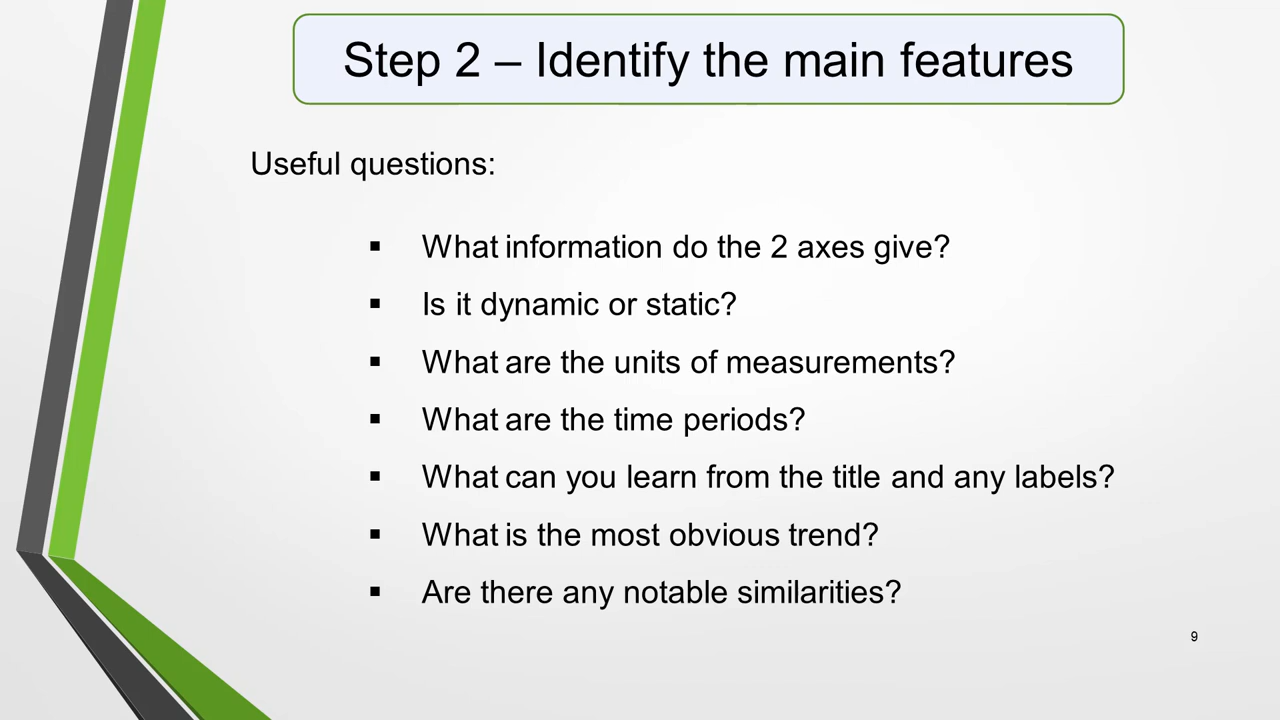 Step 2 – Identify the main features
Useful questions:
▪ What information do the 2 axes give?
▪ Is it dynamic or static?
▪ What are the units of measurements?
▪ What are the time periods?
▪ What can you learn from the title and any labels?
▪ What is the most obvious trend?
▪ Are there any notable similarities?
9